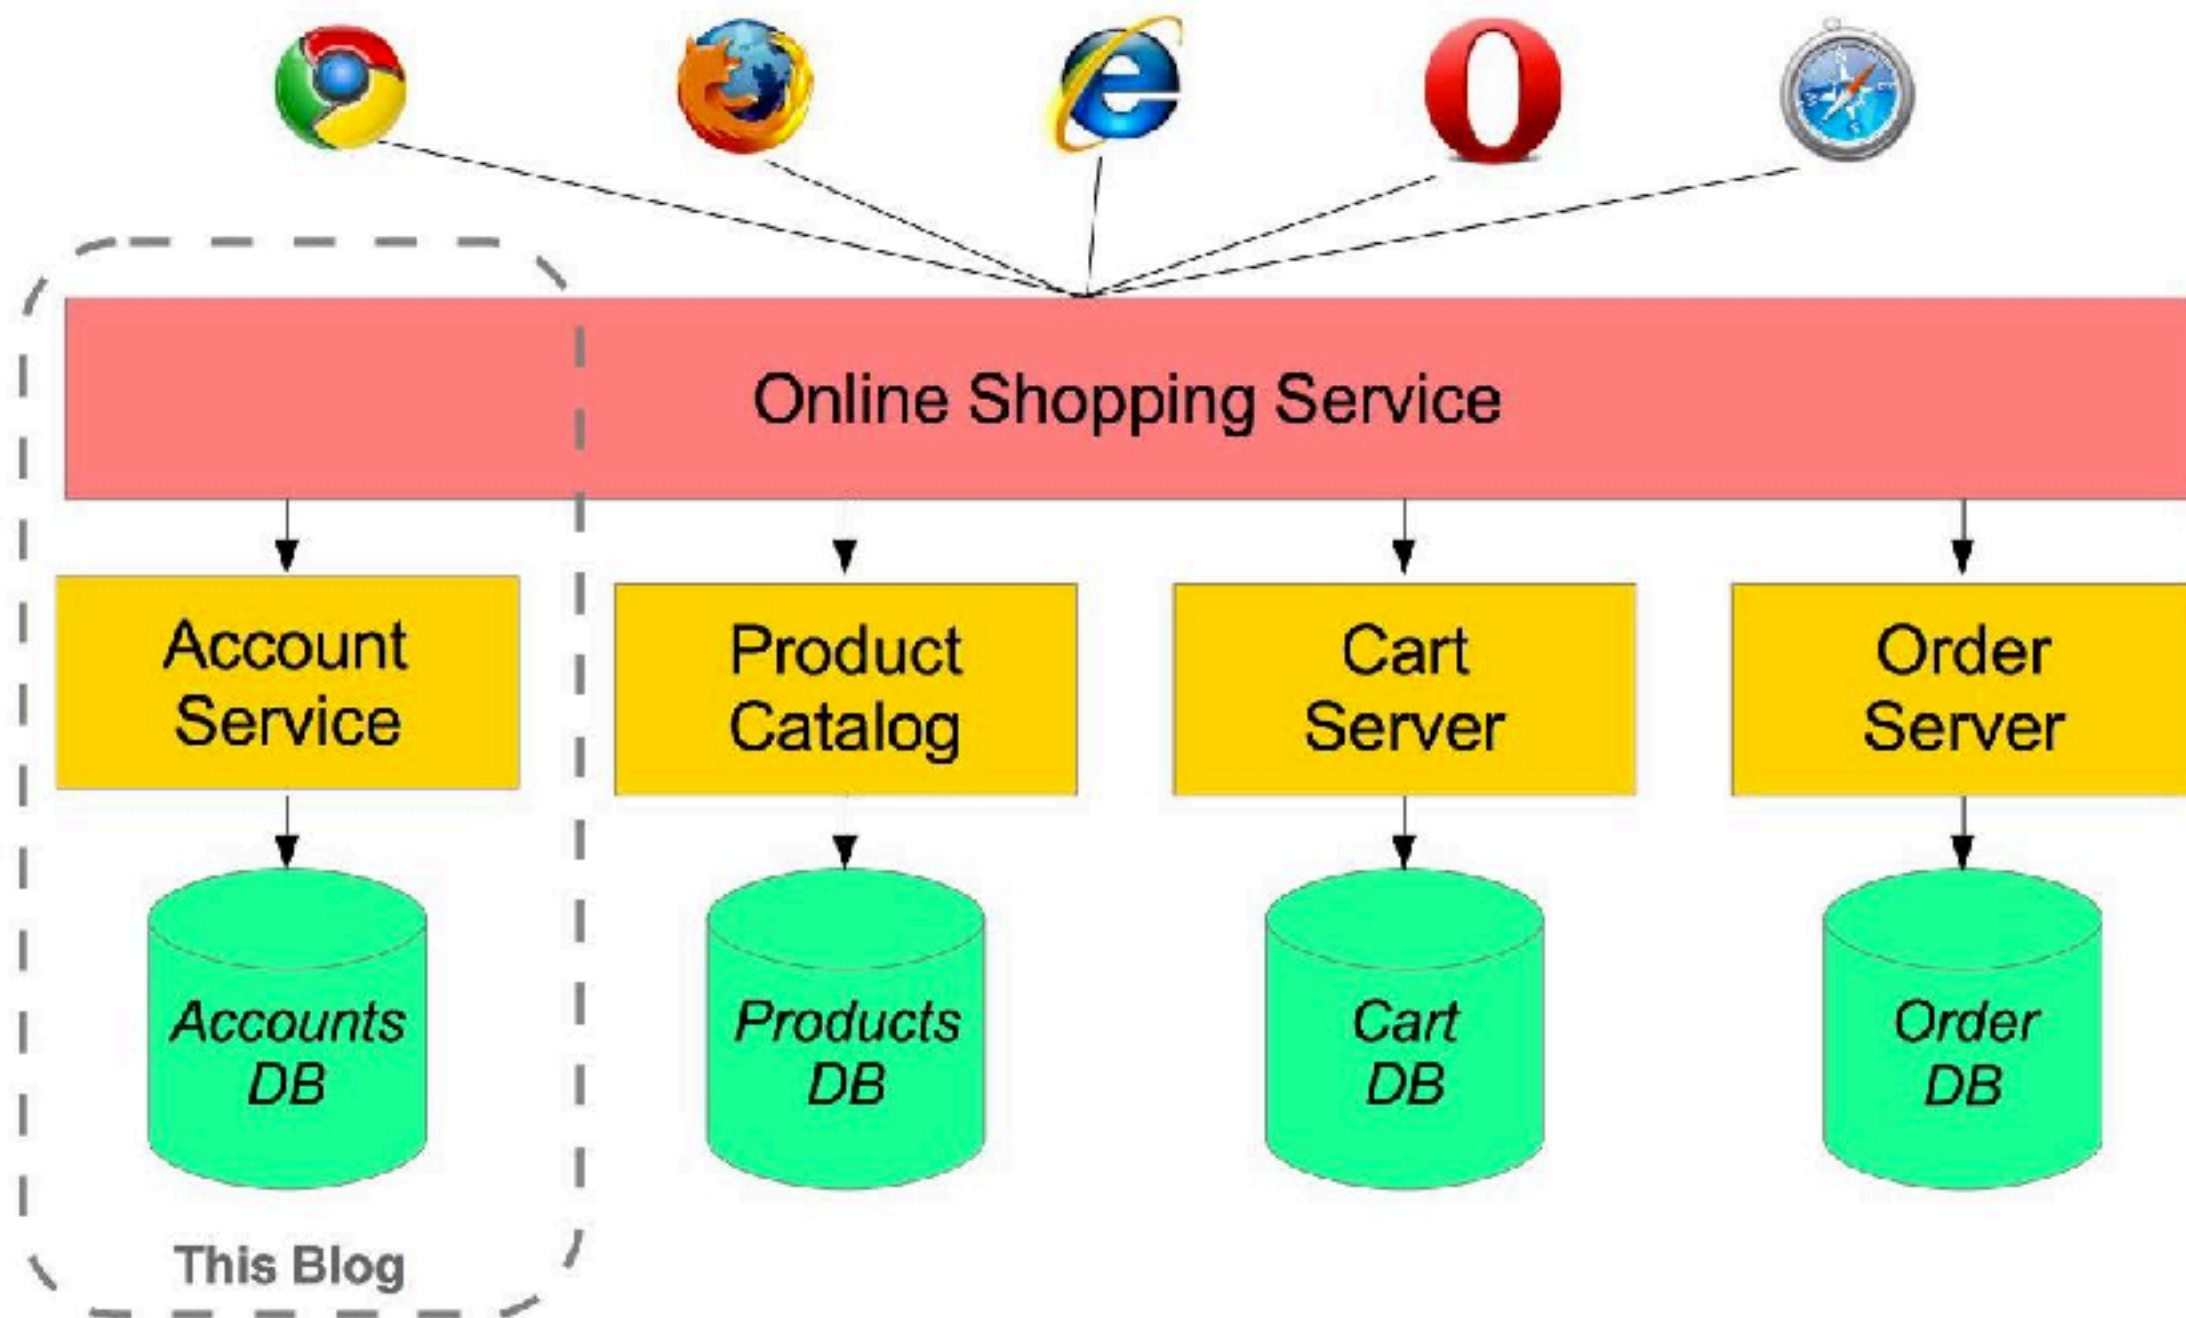 Online Shopping Service
Account
Service
Product
Catalog
Cart
Server
Order
Server
Accounts
DB
Products
DB
Cart
DB
Order
DB
This Blog